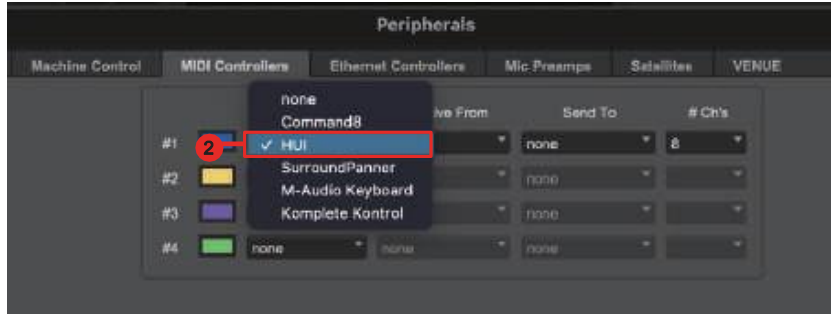 Peripherals
Machine Control MIDI Controllers Ethernet Controllers Mic Preamps Satellites VENUE
none
Command8
✓ HUI
SurroundPanner
M-Audio Keyboard
Komplete Kontrol
ive From Send To # Ch's
#1 2 none 8
#2 none
#3 none
#4 none none none